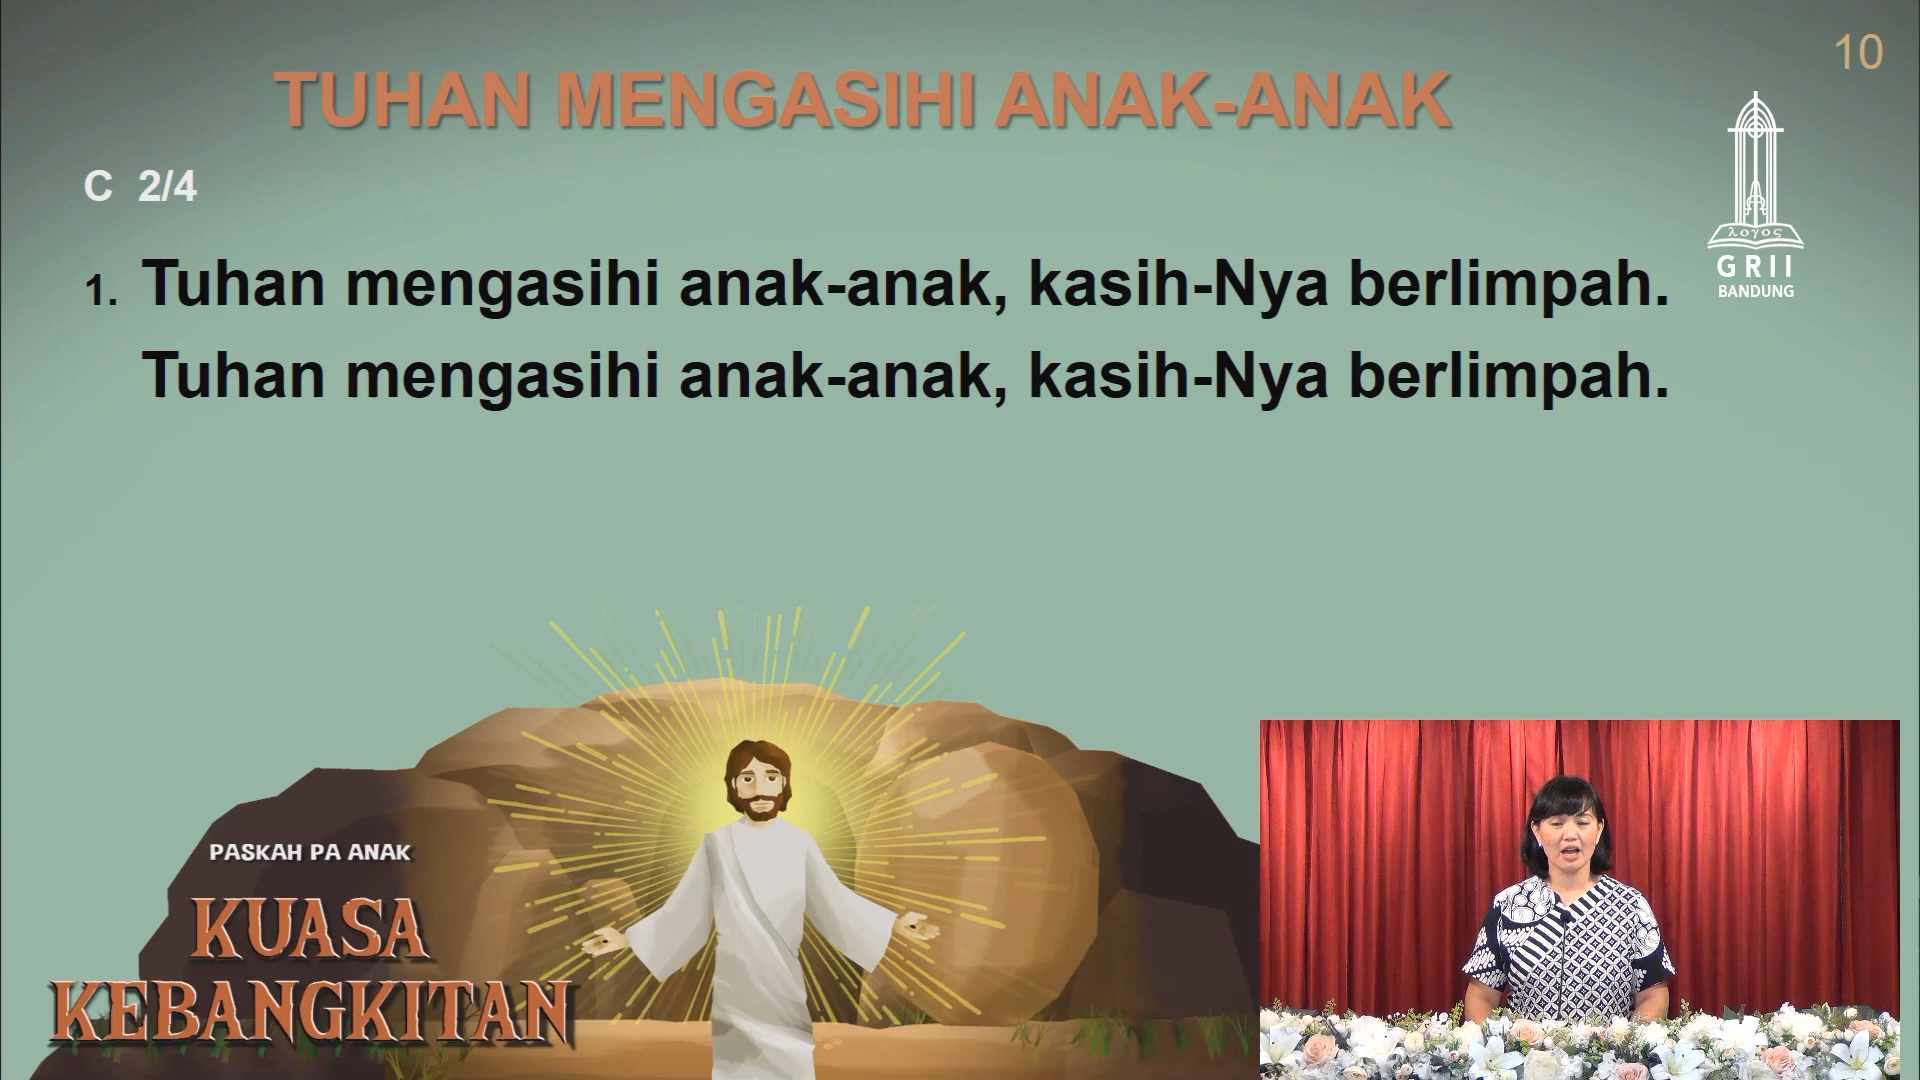 10
TUHAN MENGASIHI ANAK-ANAK
C 2/4
1. Tuhan mengasihi anak-anak, kasih-Nya berlimpah.
Tuhan mengasihi anak-anak, kasih-Nya berlimpah.
λογος
GRII
BANDUNG
PASKAH PA ANAK
KUASA
KEBANGKITAN